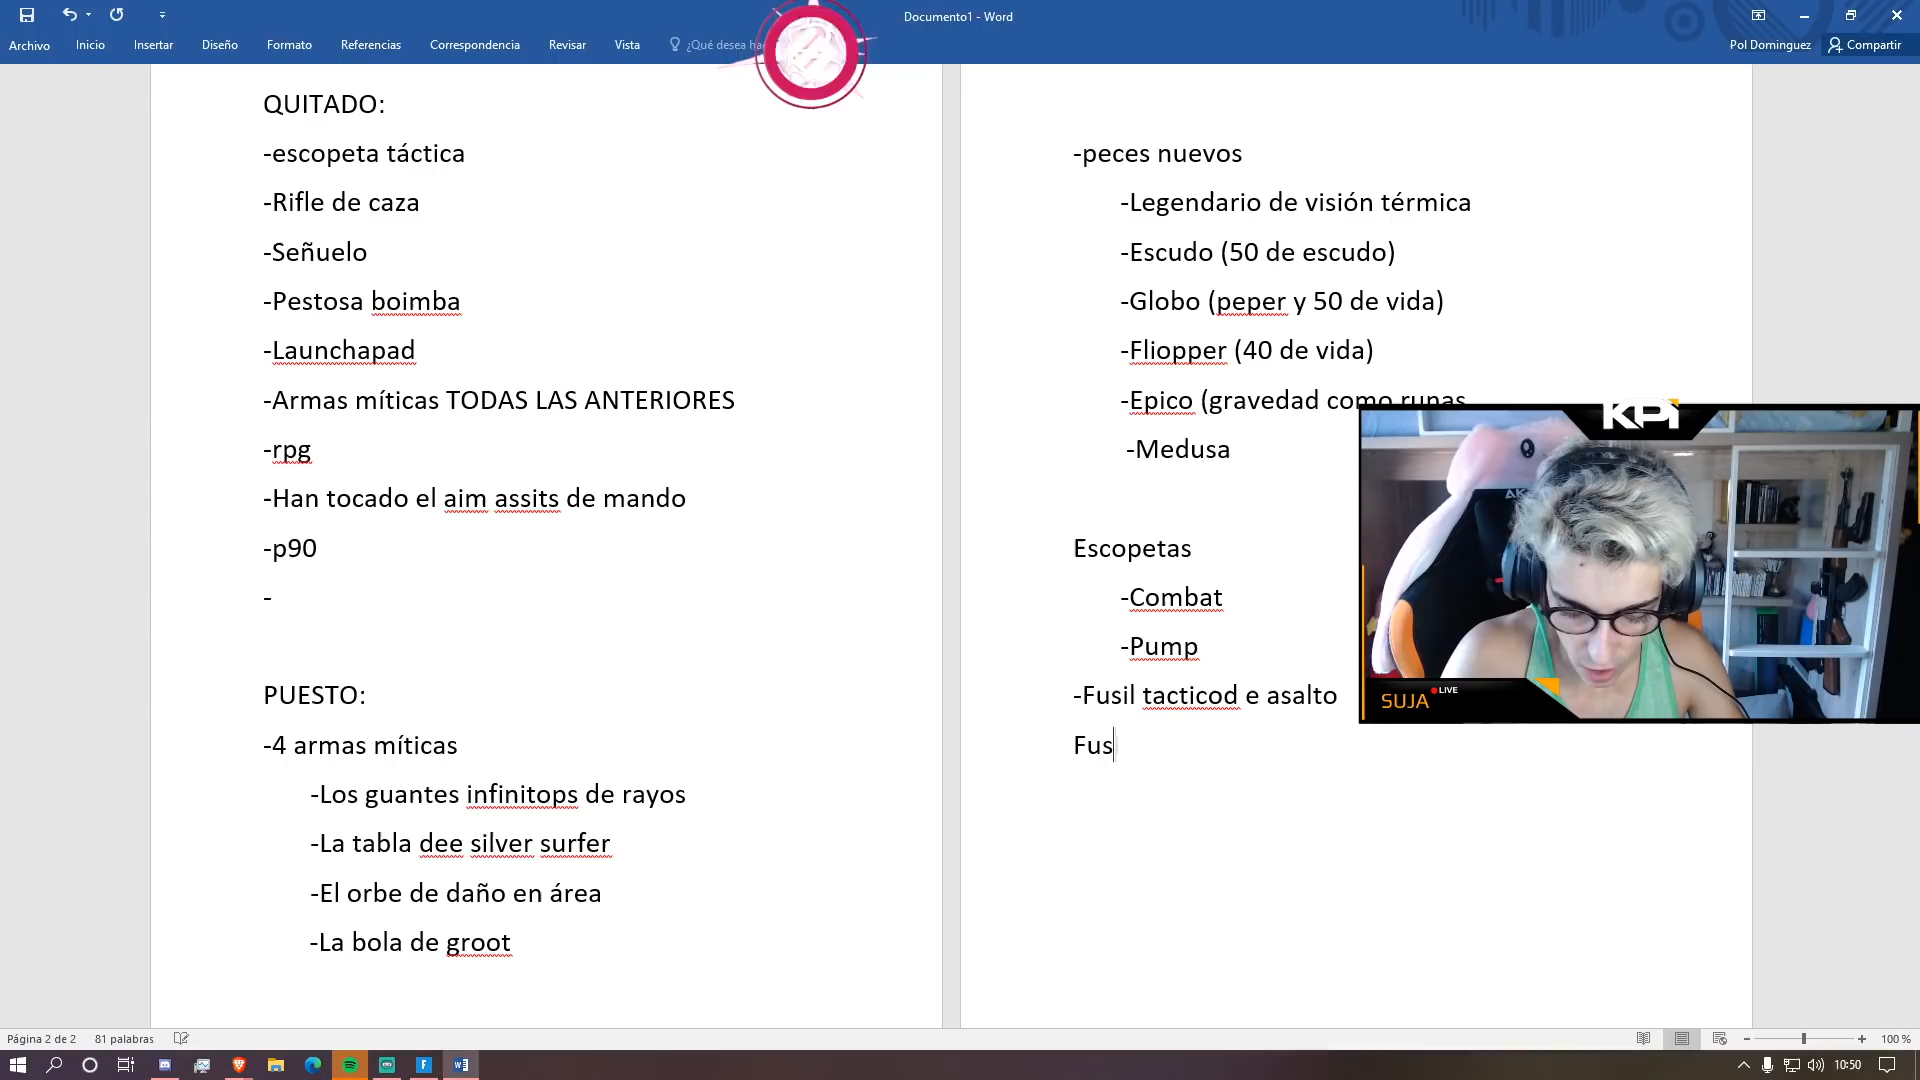 Documento1 - Word
Archivo Inicio Insertar Diseño Formato Referencias Correspondencia Revisar Vista ¿Qué desea ha Pol Dominguez Compartir
QUITADO:
-escopeta táctica
-Rifle de caza
-Señuelo
-Pestosa boimba
-Launchapad
-Armas míticas TODAS LAS ANTERIORES
-rpg
-Han tocado el aim assits de mando
-p90
-
PUESTO:
-4 armas míticas
-Los guantes infinitops de rayos
-La tabla dee silver surfer
-El orbe de daño en área
-La bola de groot
-peces nuevos
-Legendario de visión térmica
-Escudo (50 de escudo)
-Globo (peper y 50 de vida)
-Fliopper (40 de vida)
-Epico (gravedad como runas
-Medusa
Escopetas
-Combat
-Pump
-Fusil tacticod e asalto
Fus
KPi
AK
SUJA LIVE
Página 2 de 2 81 palabras 100 %
10:50